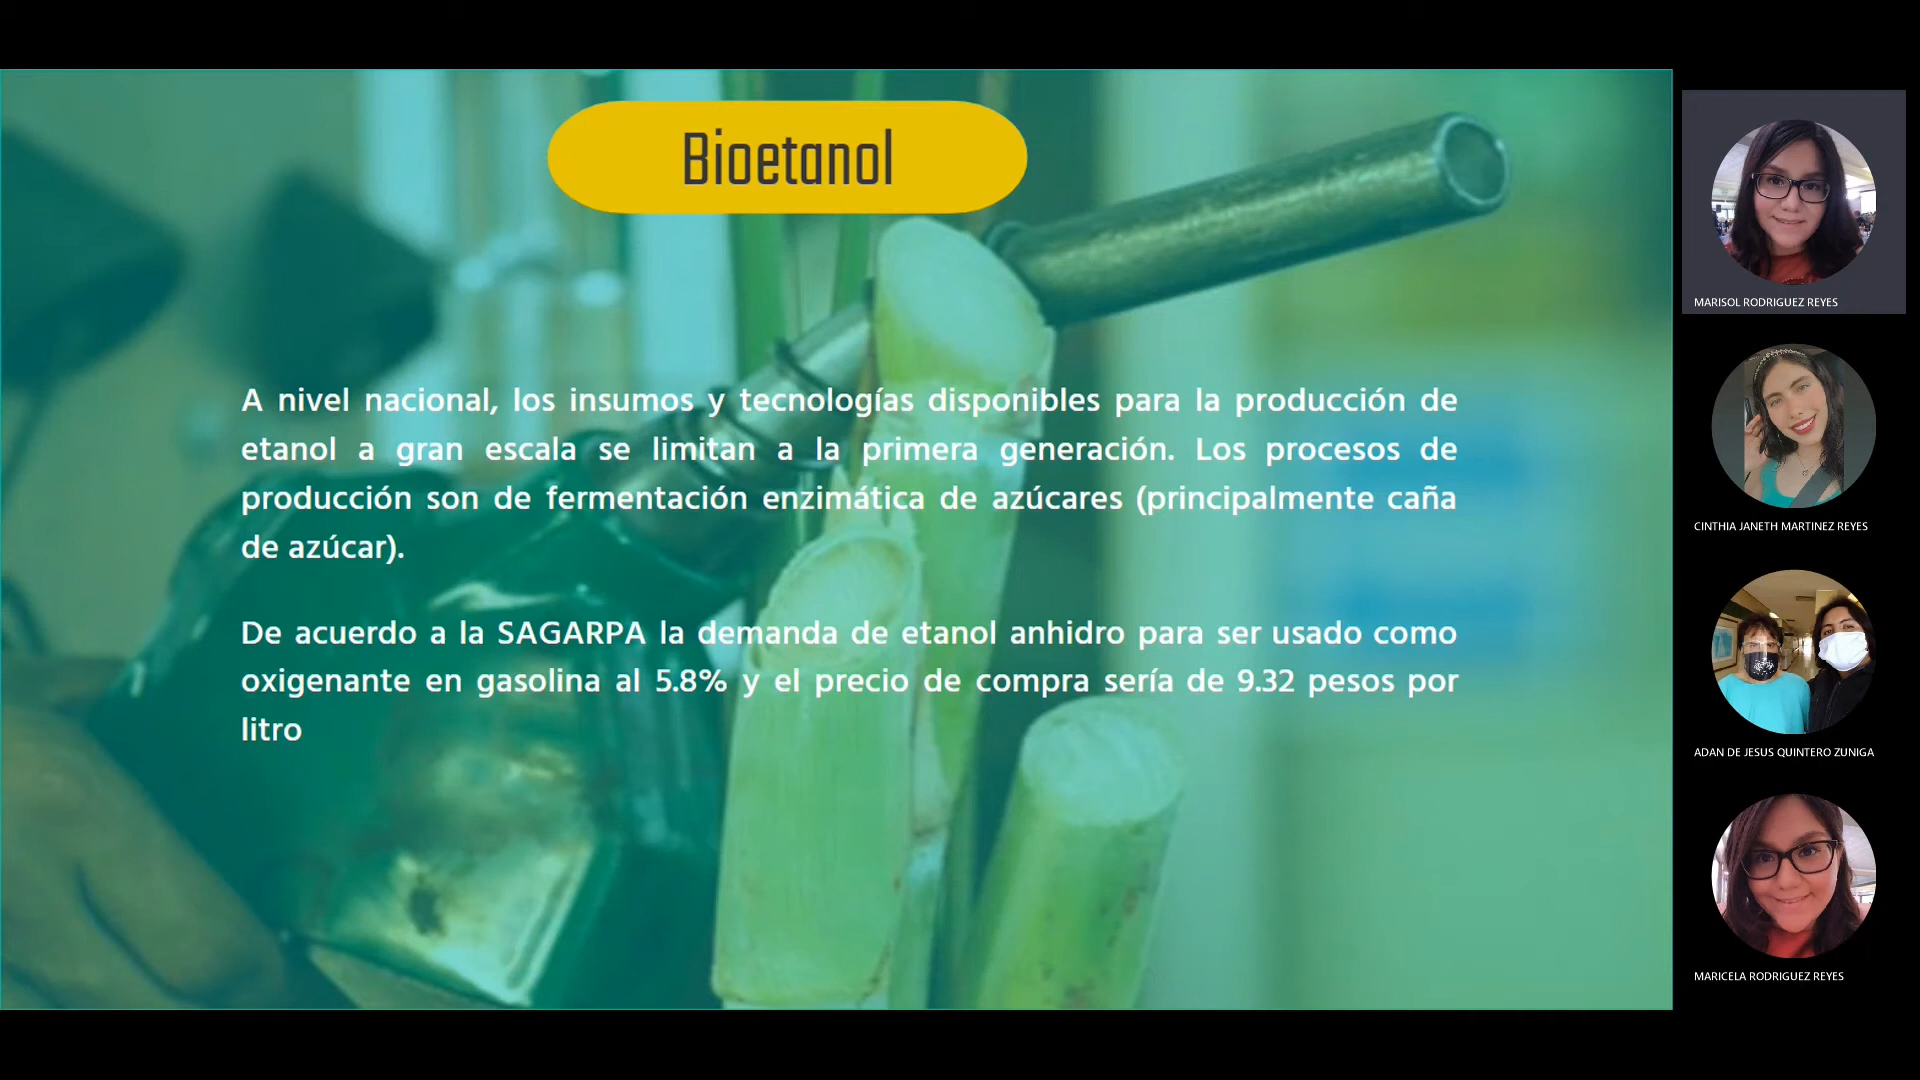 Bioetanol
A nivel nacional, los insumos y tecnologías disponibles para la producción de
etanol a gran escala se limitan a la primera generación. Los procesos de
producción son de fermentación enzimática de azúcares (principalmente caña
de azúcar).
De acuerdo a la SAGARPA la demanda de etanol anhidro para ser usado como
oxigenante en gasolina al 5.8% y el precio de compra sería de 9.32 pesos por
litro
MARISOL RODRIGUEZ REYES
CINTHIA JANETH MARTINEZ REYES
ADAN DE JESUS QUINTERO ZUNIGA
MARICELA RODRIGUEZ REYES